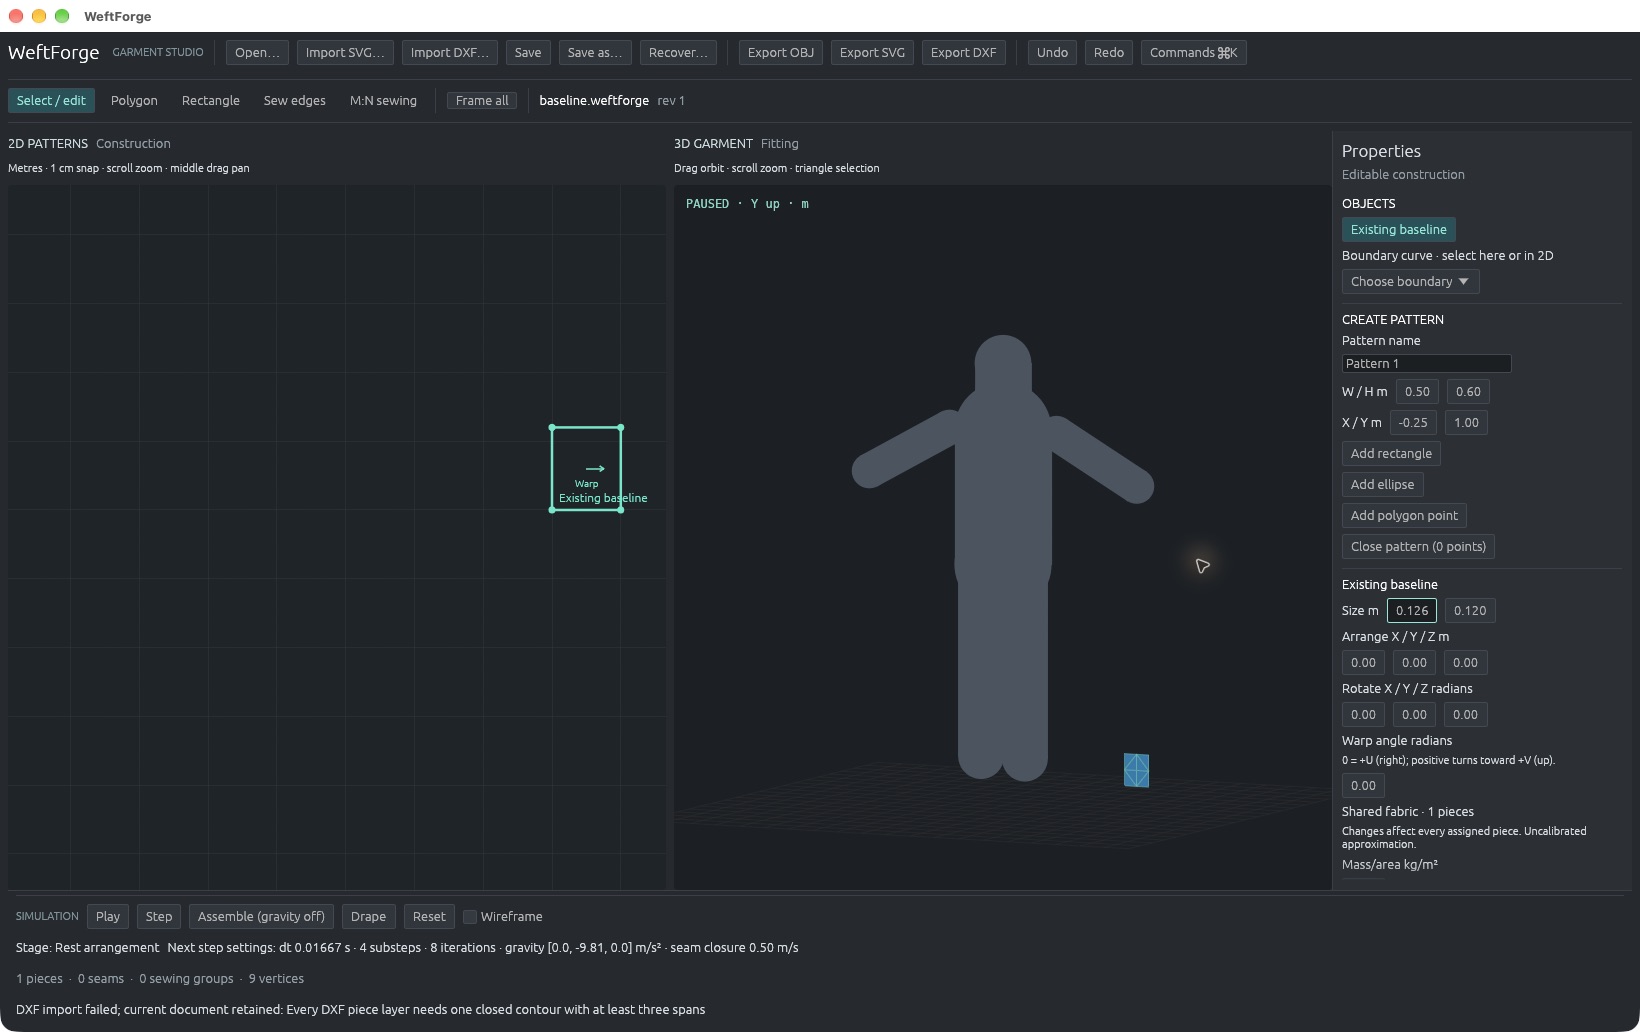 WeftForge
WeftForge GARMENT STUDIO Open... Import SVG... Import DXF... Save Save as... Recover... Export OBJ Export SVG Export DXF Undo Redo Commands ⌘K
Select / edit Polygon Rectangle Sew edges M:N sewing Frame all baseline.weftforge rev 1
2D PATTERNS Construction
Metres · 1 cm snap · scroll zoom · middle drag pan
Warp
Existing baseline
3D GARMENT Fitting
Drag orbit · scroll zoom · triangle selection
PAUSED · Y up · m
Properties
Editable construction
OBJECTS
Existing baseline
Boundary curve · select here or in 2D
Choose boundary
CREATE PATTERN
Pattern name
Pattern 1
W / H m 0.50 0.60
X / Y m -0.25 1.00
Add rectangle
Add ellipse
Add polygon point
Close pattern (0 points)
Existing baseline
Size m 0.126 0.120
Arrange X / Y / Z m
0.00 0.00 0.00
Rotate X / Y / Z radians
0.00 0.00 0.00
Warp angle radians
0 = +U (right); positive turns toward +V (up).
0.00
Shared fabric · 1 pieces
Changes affect every assigned piece. Uncalibrated
approximation.
Mass/area kg/m²
SIMULATION Play Step Assemble (gravity off) Drape Reset Wireframe
Stage: Rest arrangement Next step settings: dt 0.01667 s · 4 substeps · 8 iterations · gravity [0.0, -9.81, 0.0] m/s² · seam closure 0.50 m/s
1 pieces · 0 seams · 0 sewing groups · 9 vertices
DXF import failed; current document retained: Every DXF piece layer needs one closed contour with at least three spans